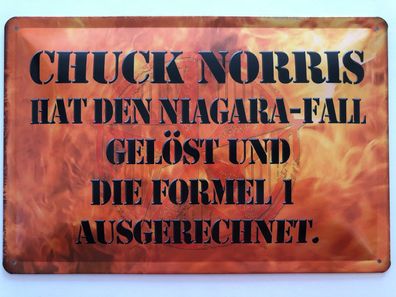 CHUCK NORRIS
HAT DEN NIAGARA-FALL
GELÖST UND
DIE FORMEL 1
AUSGERECHNET.